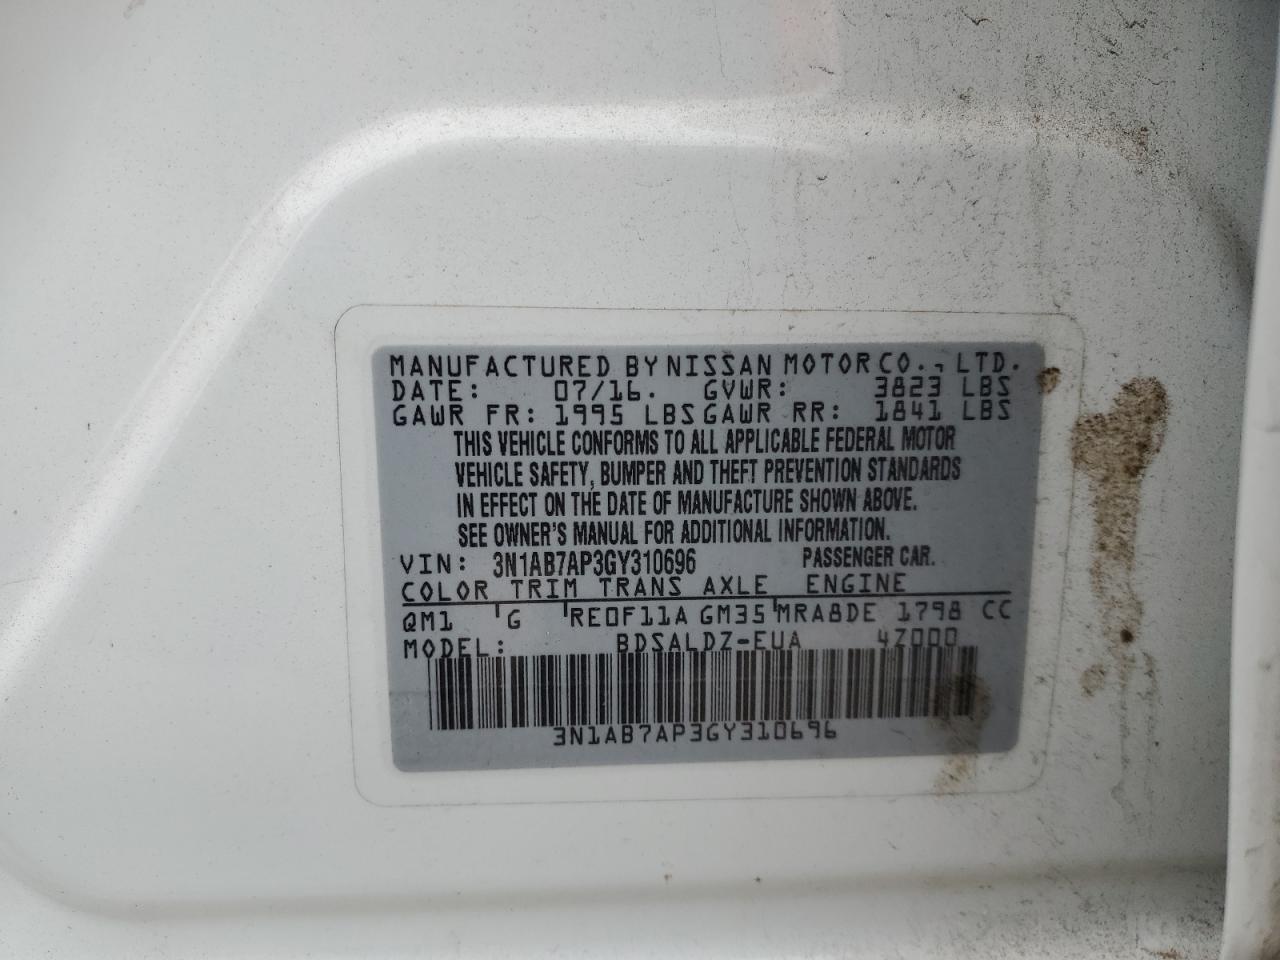 MANUFACTURED BY NISSAN MOTOR CO., LTD.
DATE: 07/16. GVWR: 3823 LBS
GAWR FR: 1995 LBS GAWR RR: 1841 LBS
THIS VEHICLE CONFORMS TO ALL APPLICABLE FEDERAL MOTOR
VEHICLE SAFETY, BUMPER AND THEFT PREVENTION STANDARDS
IN EFFECT ON THE DATE OF MANUFACTURE SHOWN ABOVE.
SEE OWNER'S MANUAL FOR ADDITIONAL INFORMATION.
VIN: 3N1AB7AP3GY310696 PASSENGER CAR.
COLOR TRIM TRANS AXLE ENGINE
QM1 G RE0F11A GM35 MRA8DE 1798 CC
MODEL: BDSALDZ-EUA 4Z000
3N1AB7AP3GY310696